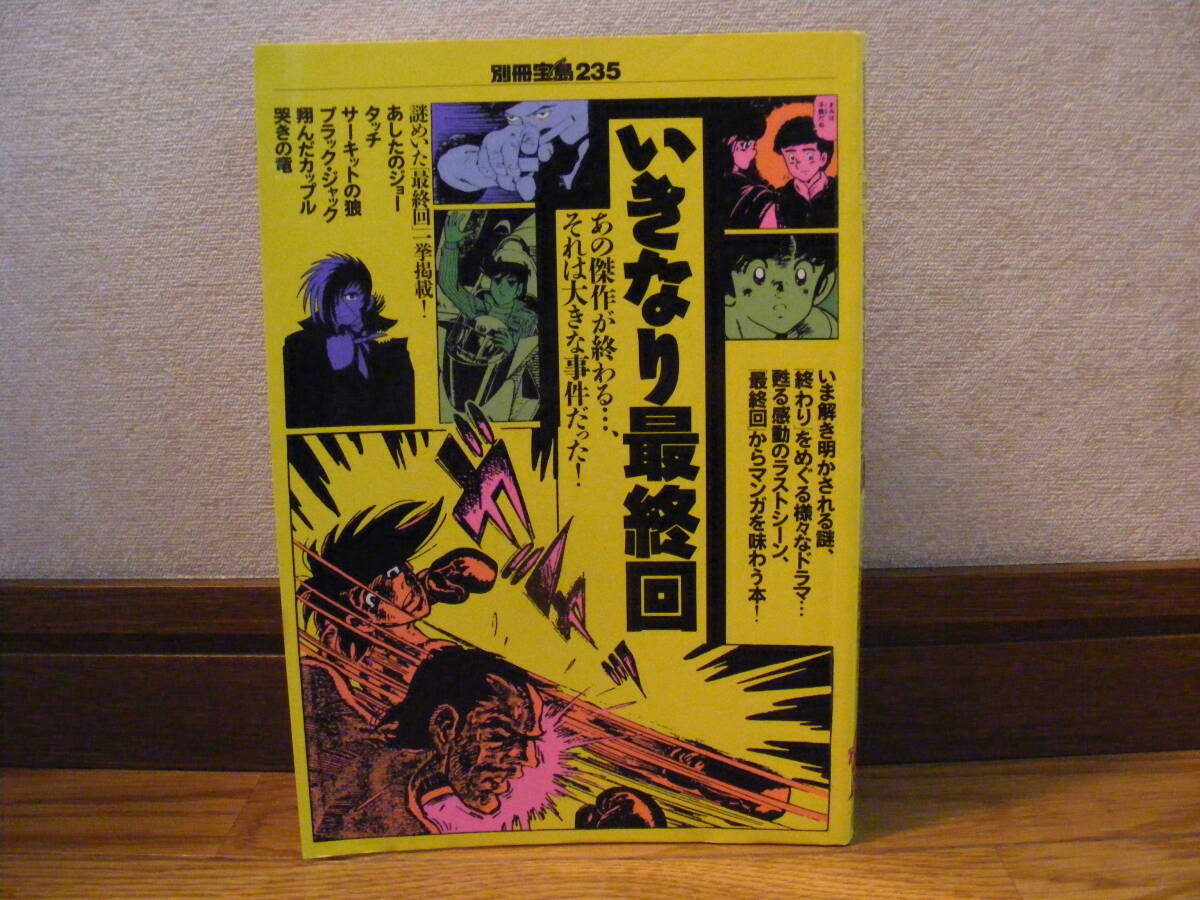 別冊宝島235
いきなり最終回
あの傑作が終わる…、
それは大きな事件だった!
いま解き明かされる謎、
「終わり」をめぐる様々なドラマ…
甦る感動のラストシーン、
「最終回」からマンガを味わう本!
謎めいた「最終回」一挙掲載!
あしたのジョー
タッチ
サーキットの狼
ブラック・ジャック
翔んだカップル
哭きの竜